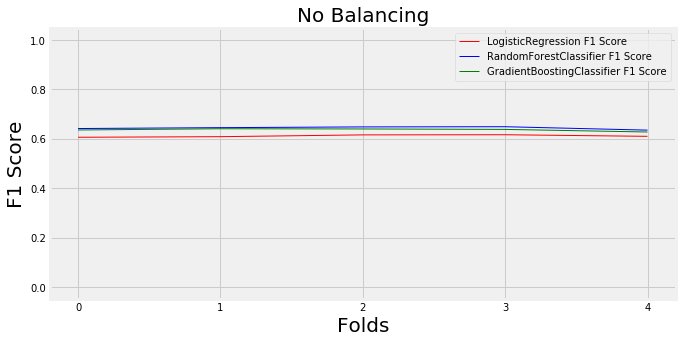 No Balancing
LogisticRegression F1 Score
RandomForestClassifier F1 Score
GradientBoostingClassifier F1 Score
F1 Score
1.0
0.8
0.6
0.4
0.2
0.0
0 1 2 3 4
Folds